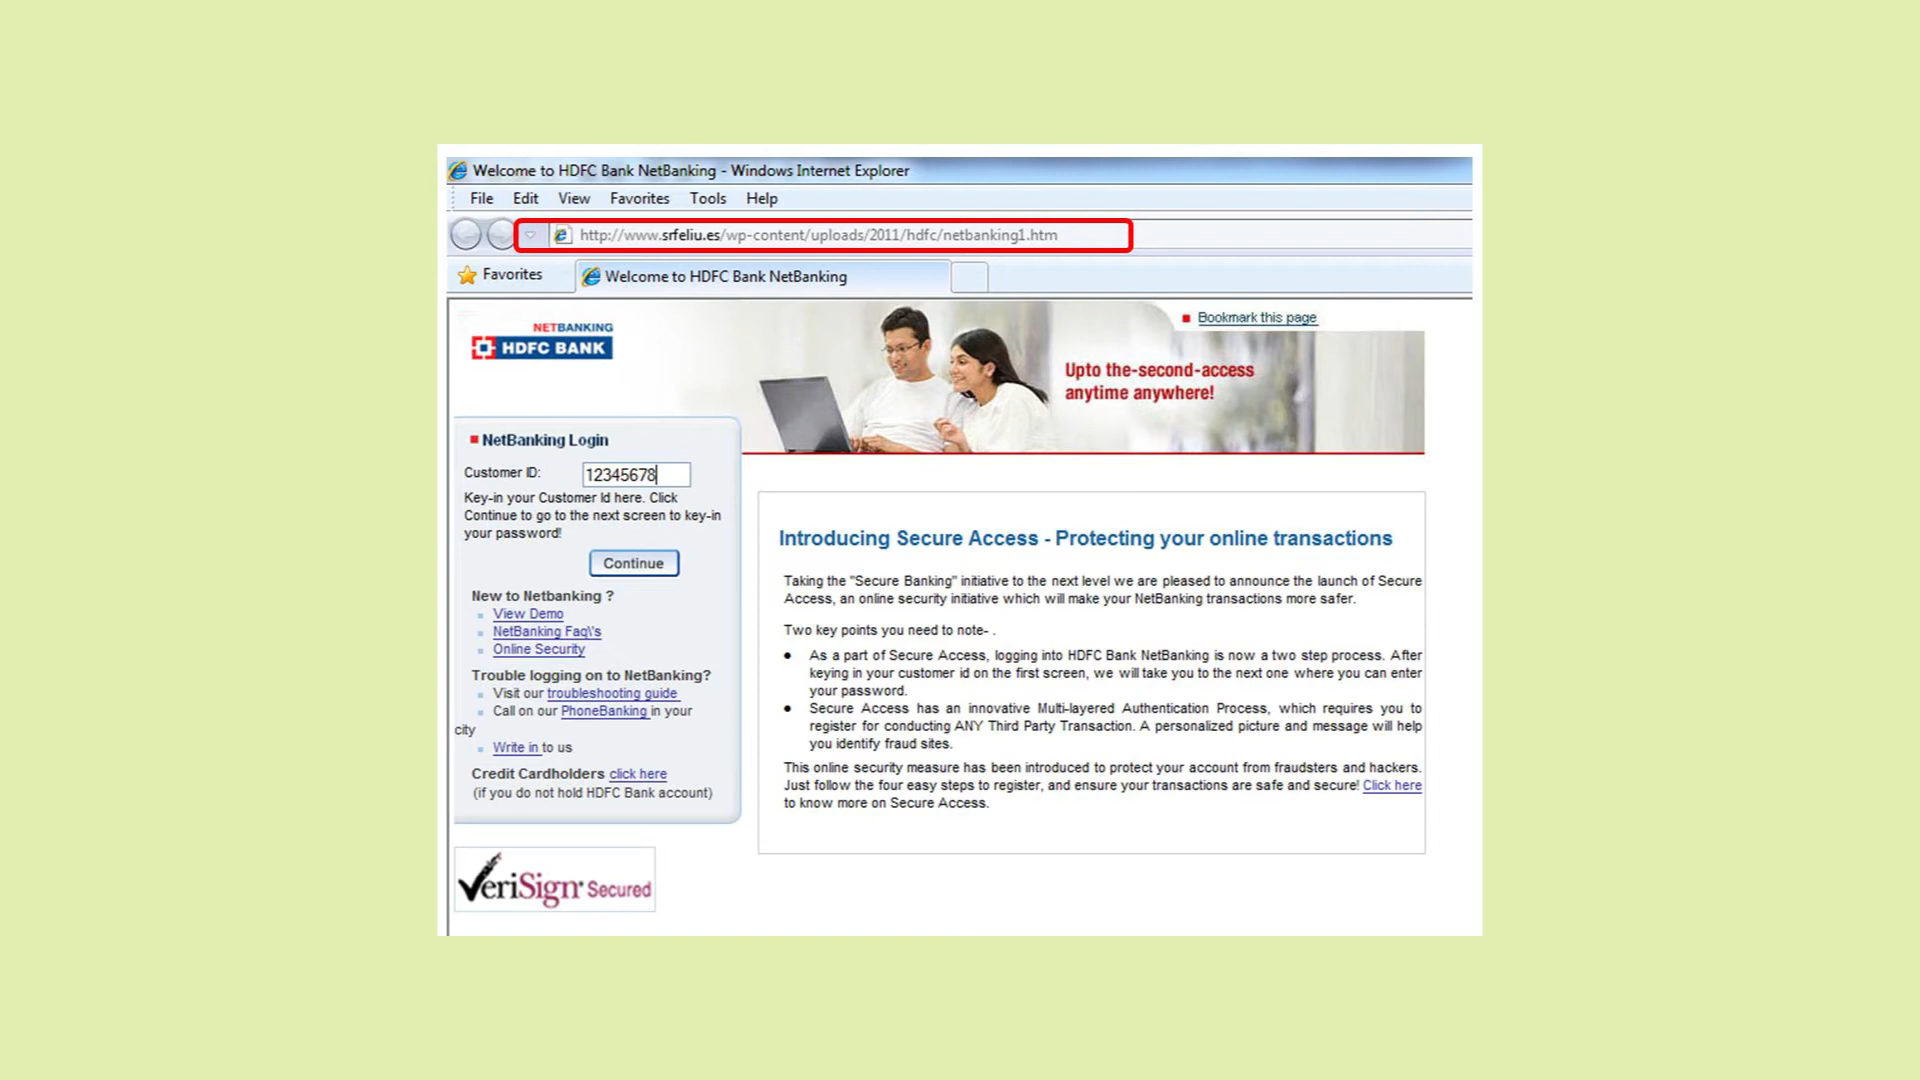 Welcome to HDFC Bank NetBanking - Windows Internet Explorer
File Edit View Favorites Tools Help
http://www.srfeliu.es/wp-content/uploads/2011/hdfc/netbanking1.htm
Favorites
Welcome to HDFC Bank NetBanking
NETBANKING
HDFC BANK
Bookmark this page
Upto the-second-access
anytime anywhere!
NetBanking Login
Customer ID: 12345678
Key-in your Customer Id here. Click
Continue to go to the next screen to key-in
your password!
Continue
New to Netbanking ?
View Demo
NetBanking Faq\'s
Online Security
Trouble logging on to NetBanking?
Visit our troubleshooting guide
Call on our PhoneBanking in your
city
Write in to us
Credit Cardholders click here
(if you do not hold HDFC Bank account)
VeriSign Secured
Introducing Secure Access - Protecting your online transactions
Taking the "Secure Banking" initiative to the next level we are pleased to announce the launch of Secure
Access, an online security initiative which will make your NetBanking transactions more safer.
Two key points you need to note- .
As a part of Secure Access, logging into HDFC Bank NetBanking is now a two step process. After
keying in your customer id on the first screen, we will take you to the next one where you can enter
your password.
Secure Access has an innovative Multi-layered Authentication Process, which requires you to
register for conducting ANY Third Party Transaction. A personalized picture and message will help
you identify fraud sites.
This online security measure has been introduced to protect your account from fraudsters and hackers.
Just follow the four easy steps to register, and ensure your transactions are safe and secure! Click here
to know more on Secure Access.